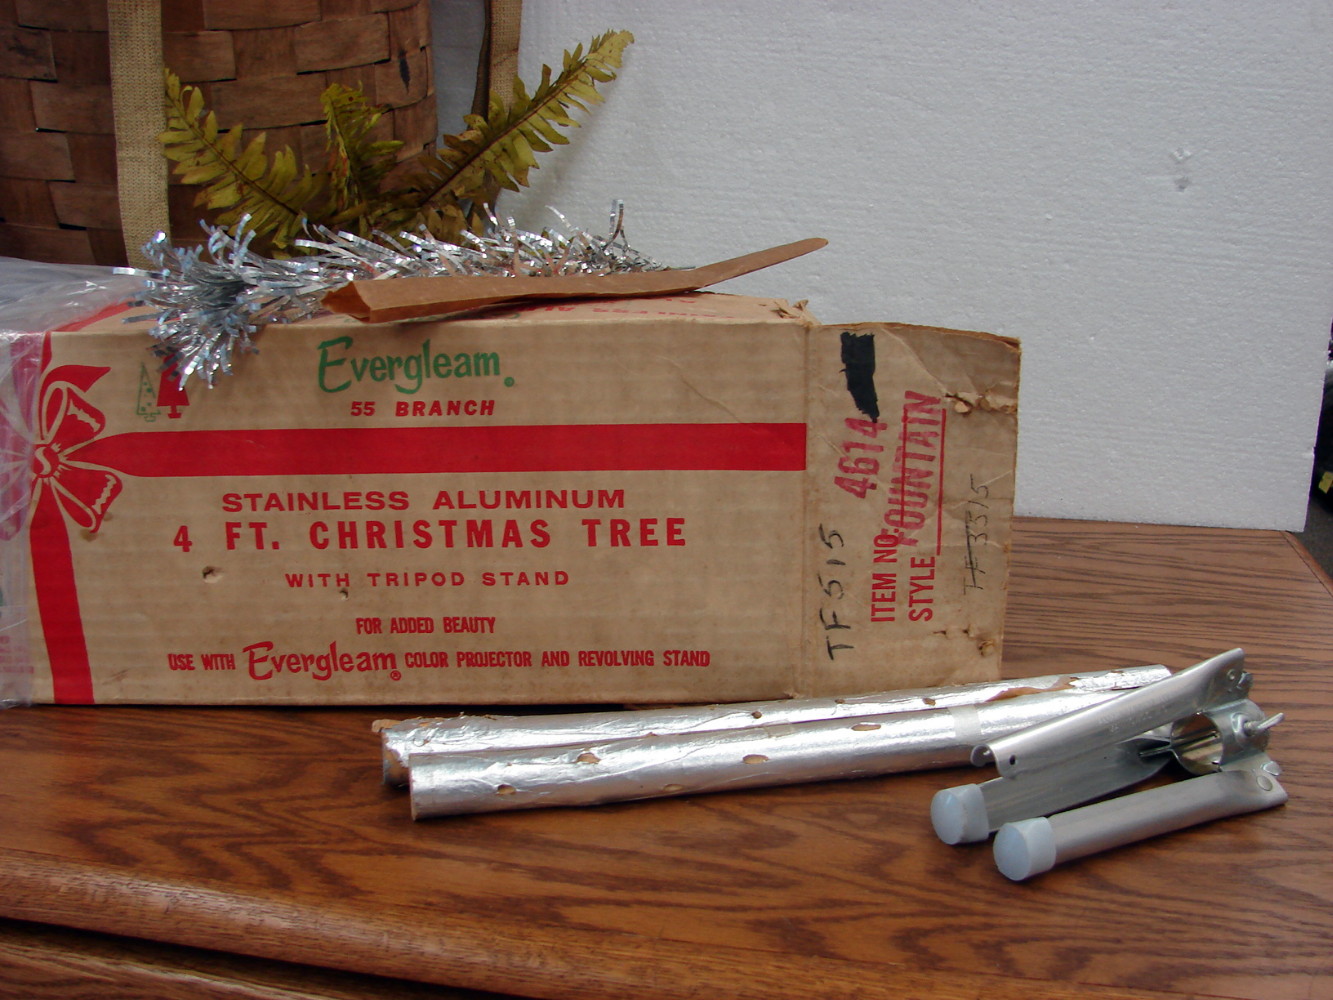 Evergleam®
55 BRANCH
STAINLESS ALUMINUM
4 FT. CHRISTMAS TREE
WITH TRIPOD STAND
FOR ADDED BEAUTY
USE WITH Evergleam® COLOR PROJECTOR AND REVOLVING STAND
TF515
ITEM NO. 4614
STYLE FOUNTAIN